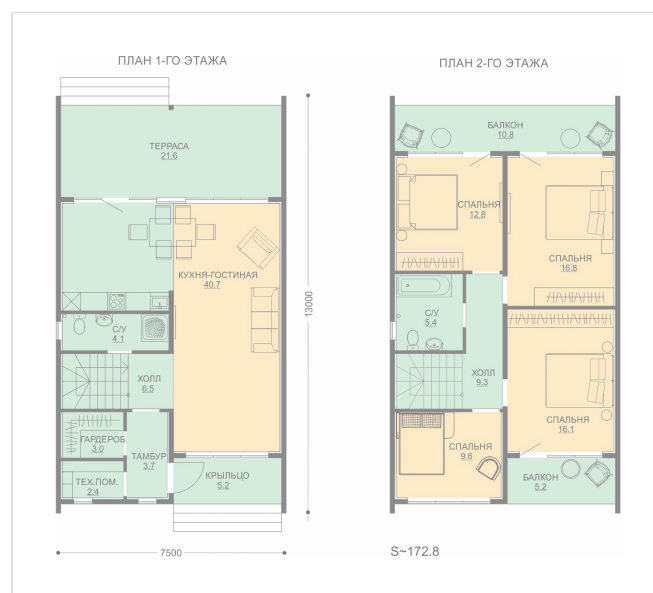 ПЛАН 1-ГО ЭТАЖА
ТЕРРАСА
21.6
КУХНЯ-ГОСТИНАЯ
40.7
С/У
4.1
ХОЛЛ
6.5
ГАРДЕРОБ
3.0
ТАМБУР
3.7
ТЕХ.ПОМ.
2.4
КРЫЛЬЦО
5.2
7500
13000
ПЛАН 2-ГО ЭТАЖА
БАЛКОН
10.8
СПАЛЬНЯ
12.8
СПАЛЬНЯ
16.8
С/У
5.4
ХОЛЛ
9.3
СПАЛЬНЯ
16.1
СПАЛЬНЯ
9.6
БАЛКОН
5.2
S~172.8